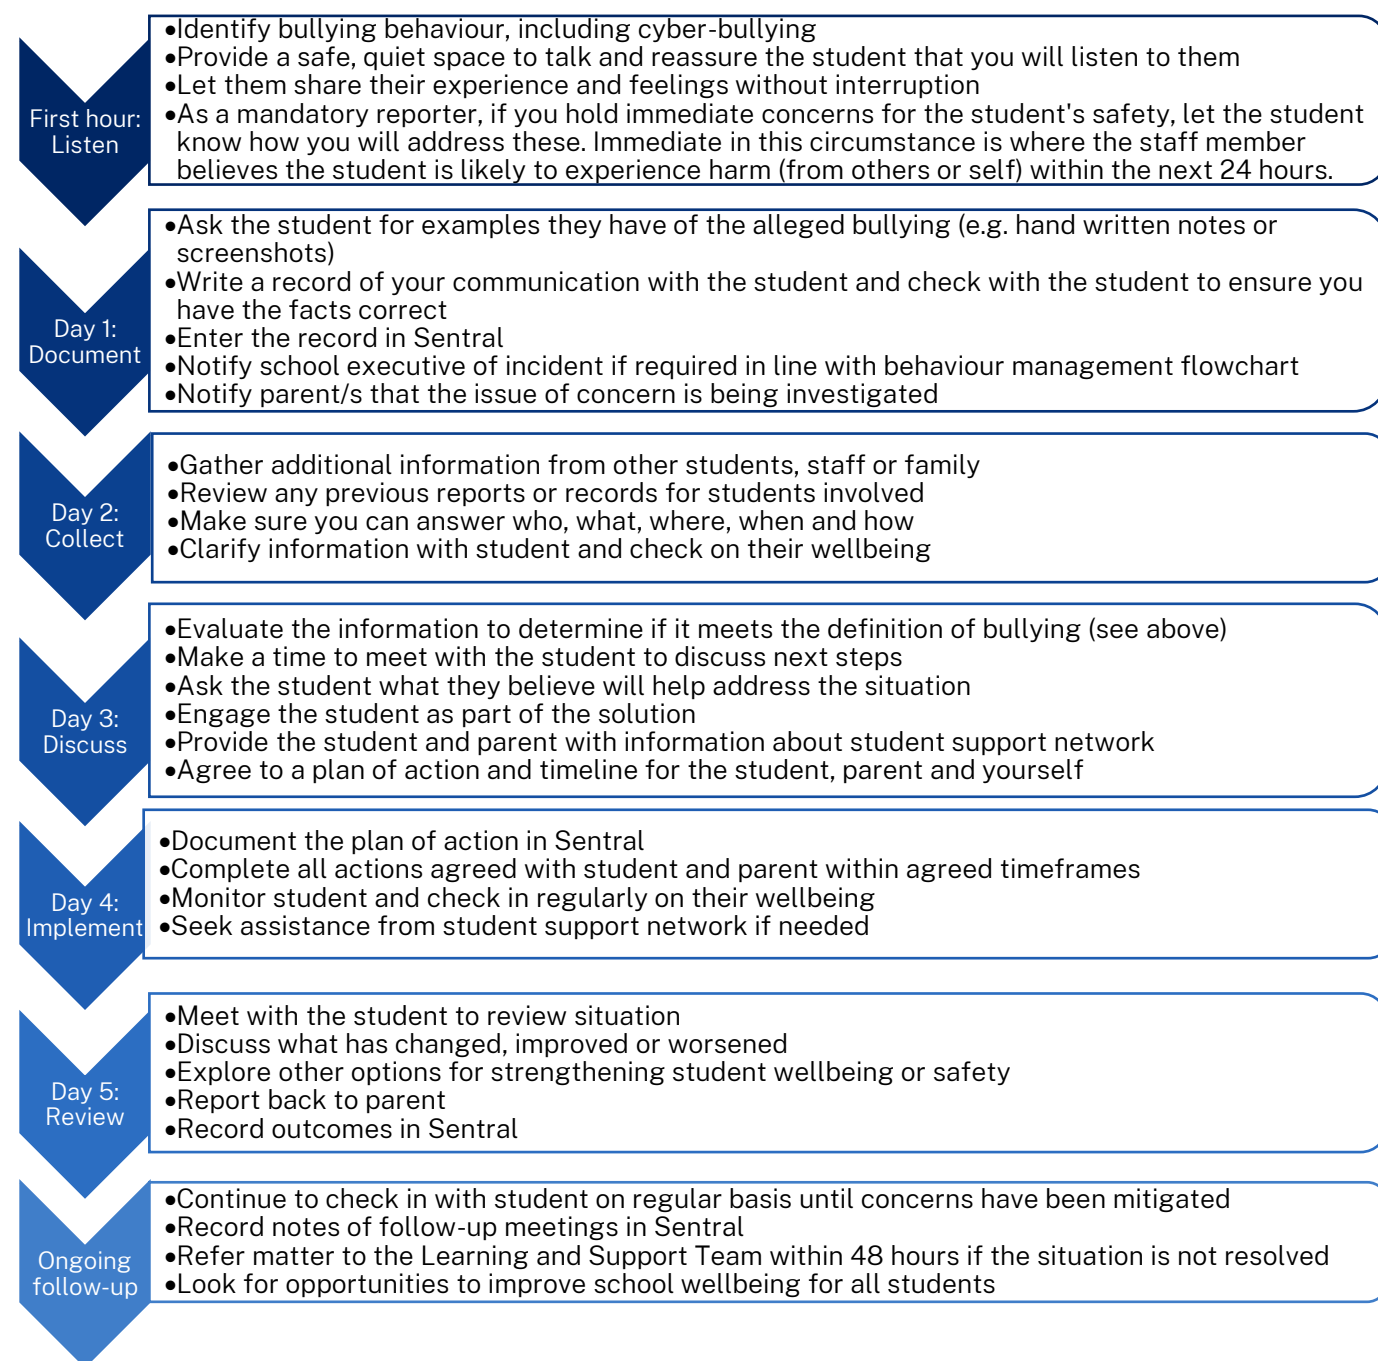 First hour:
Listen
•Identify bullying behaviour, including cyber-bullying
•Provide a safe, quiet space to talk and reassure the student that you will listen to them
•Let them share their experience and feelings without interruption
•As a mandatory reporter, if you hold immediate concerns for the student's safety, let the student
know how you will address these. Immediate in this circumstance is where the staff member
believes the student is likely to experience harm (from others or self) within the next 24 hours.
Day 1:
Document
•Ask the student for examples they have of the alleged bullying (e.g. hand written notes or
screenshots)
•Write a record of your communication with the student and check with the student to ensure you
have the facts correct
•Enter the record in Sentral
•Notify school executive of incident if required in line with behaviour management flowchart
•Notify parent/s that the issue of concern is being investigated
Day 2:
Collect
•Gather additional information from other students, staff or family
•Review any previous reports or records for students involved
•Make sure you can answer who, what, where, when and how
•Clarify information with student and check on their wellbeing
Day 3:
Discuss
•Evaluate the information to determine if it meets the definition of bullying (see above)
•Make a time to meet with the student to discuss next steps
•Ask the student what they believe will help address the situation
•Engage the student as part of the solution
•Provide the student and parent with information about student support network
•Agree to a plan of action and timeline for the student, parent and yourself
Day 4:
Implement
•Document the plan of action in Sentral
•Complete all actions agreed with student and parent within agreed timeframes
•Monitor student and check in regularly on their wellbeing
•Seek assistance from student support network if needed
Day 5:
Review
•Meet with the student to review situation
•Discuss what has changed, improved or worsened
•Explore other options for strengthening student wellbeing or safety
•Report back to parent
•Record outcomes in Sentral
Ongoing
follow-up
•Continue to check in with student on regular basis until concerns have been mitigated
•Record notes of follow-up meetings in Sentral
•Refer matter to the Learning and Support Team within 48 hours if the situation is not resolved
•Look for opportunities to improve school wellbeing for all students